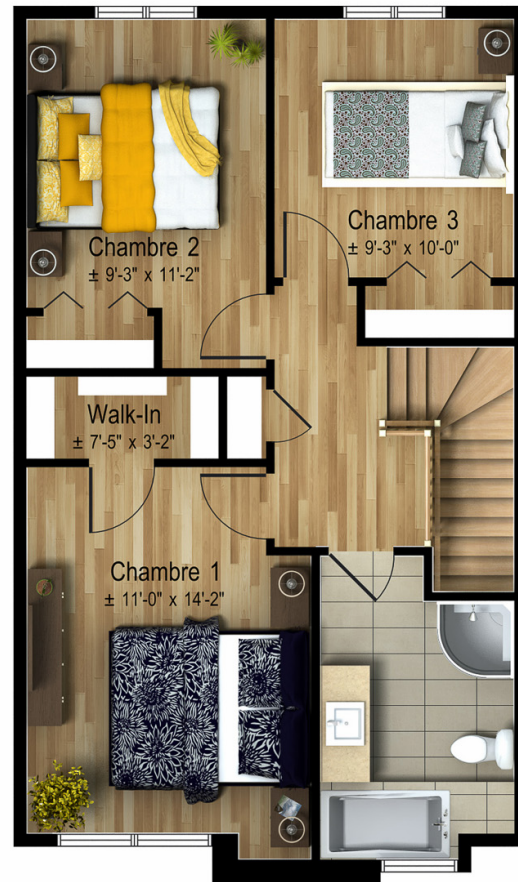 Chambre 2
± 9'-3" x 11'-2"
Chambre 3
± 9'-3" x 10'-0"
Walk-In
± 7'-5" x 3'-2"
Chambre 1
± 11'-0" x 14'-2"